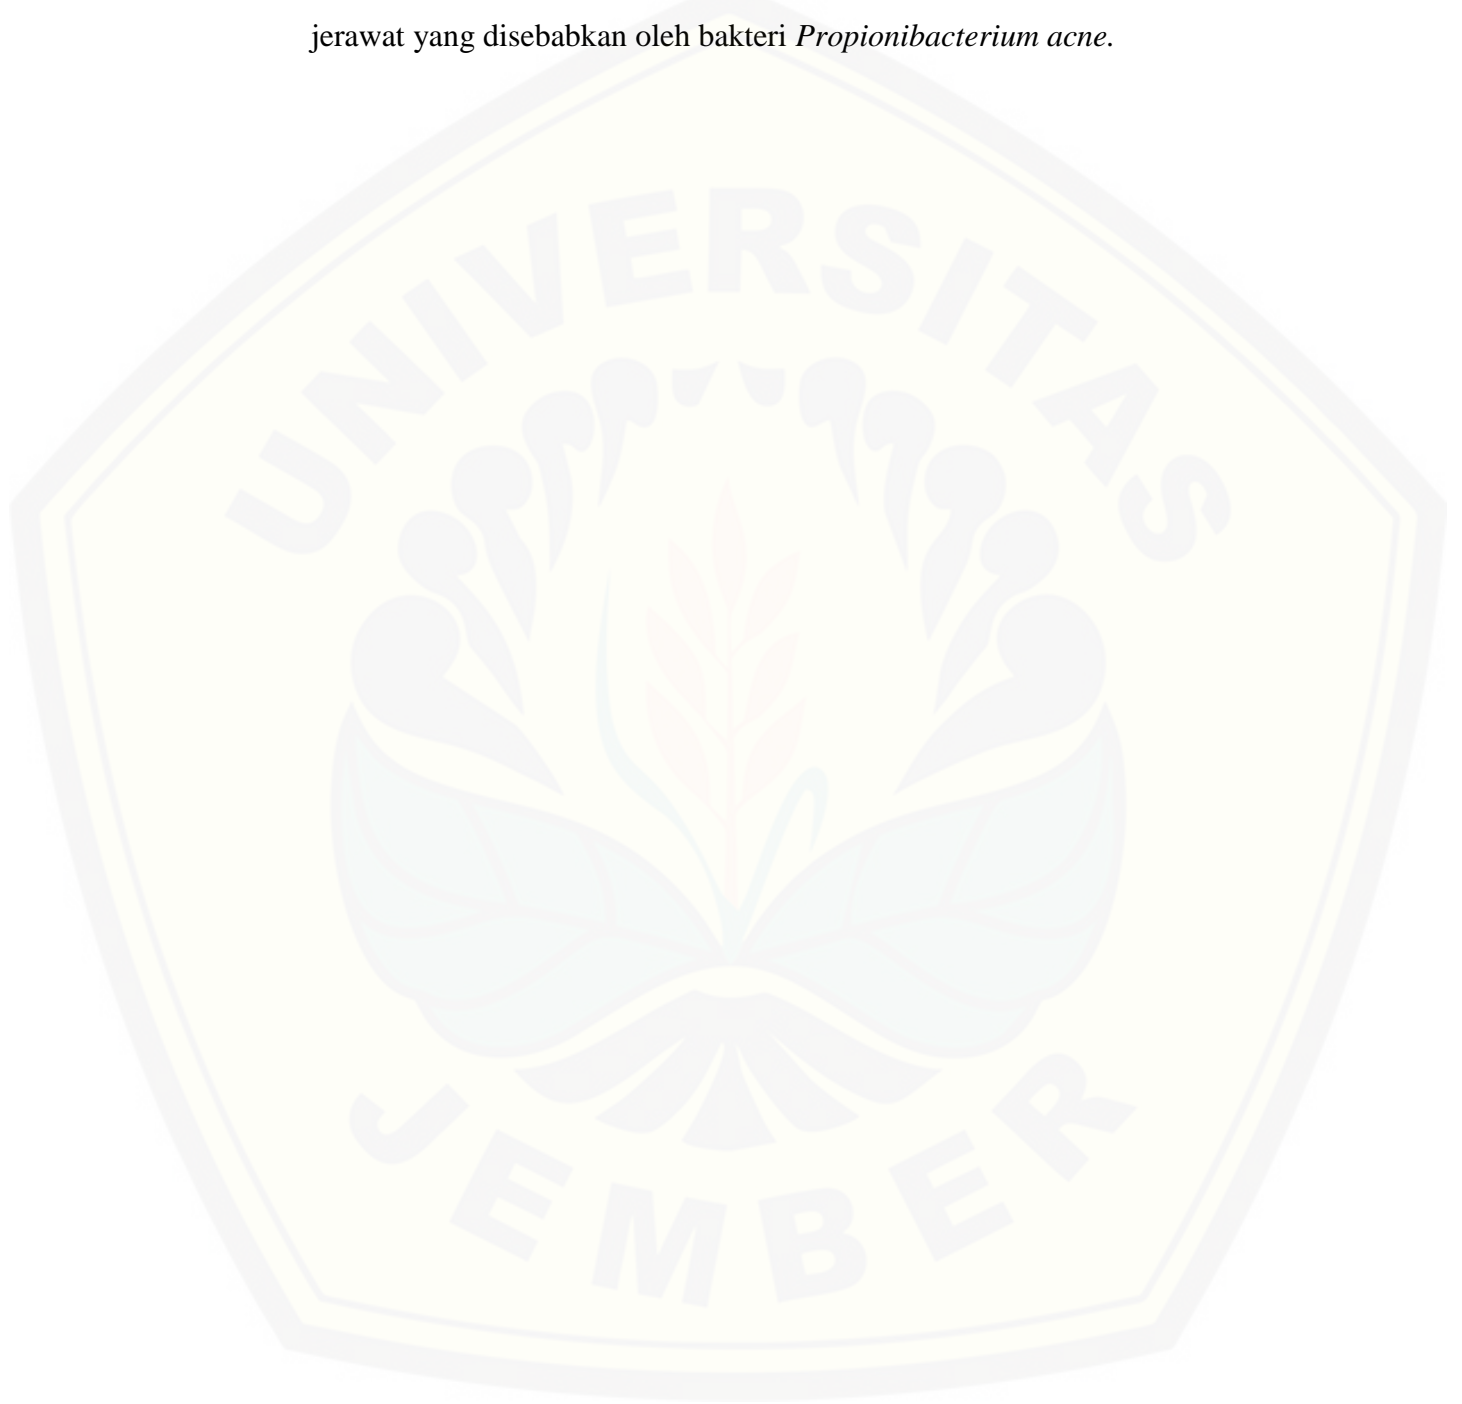 jerawat yang disebabkan oleh bakteri Propionibacterium acne.
UNIVERSITAS
JEMBER